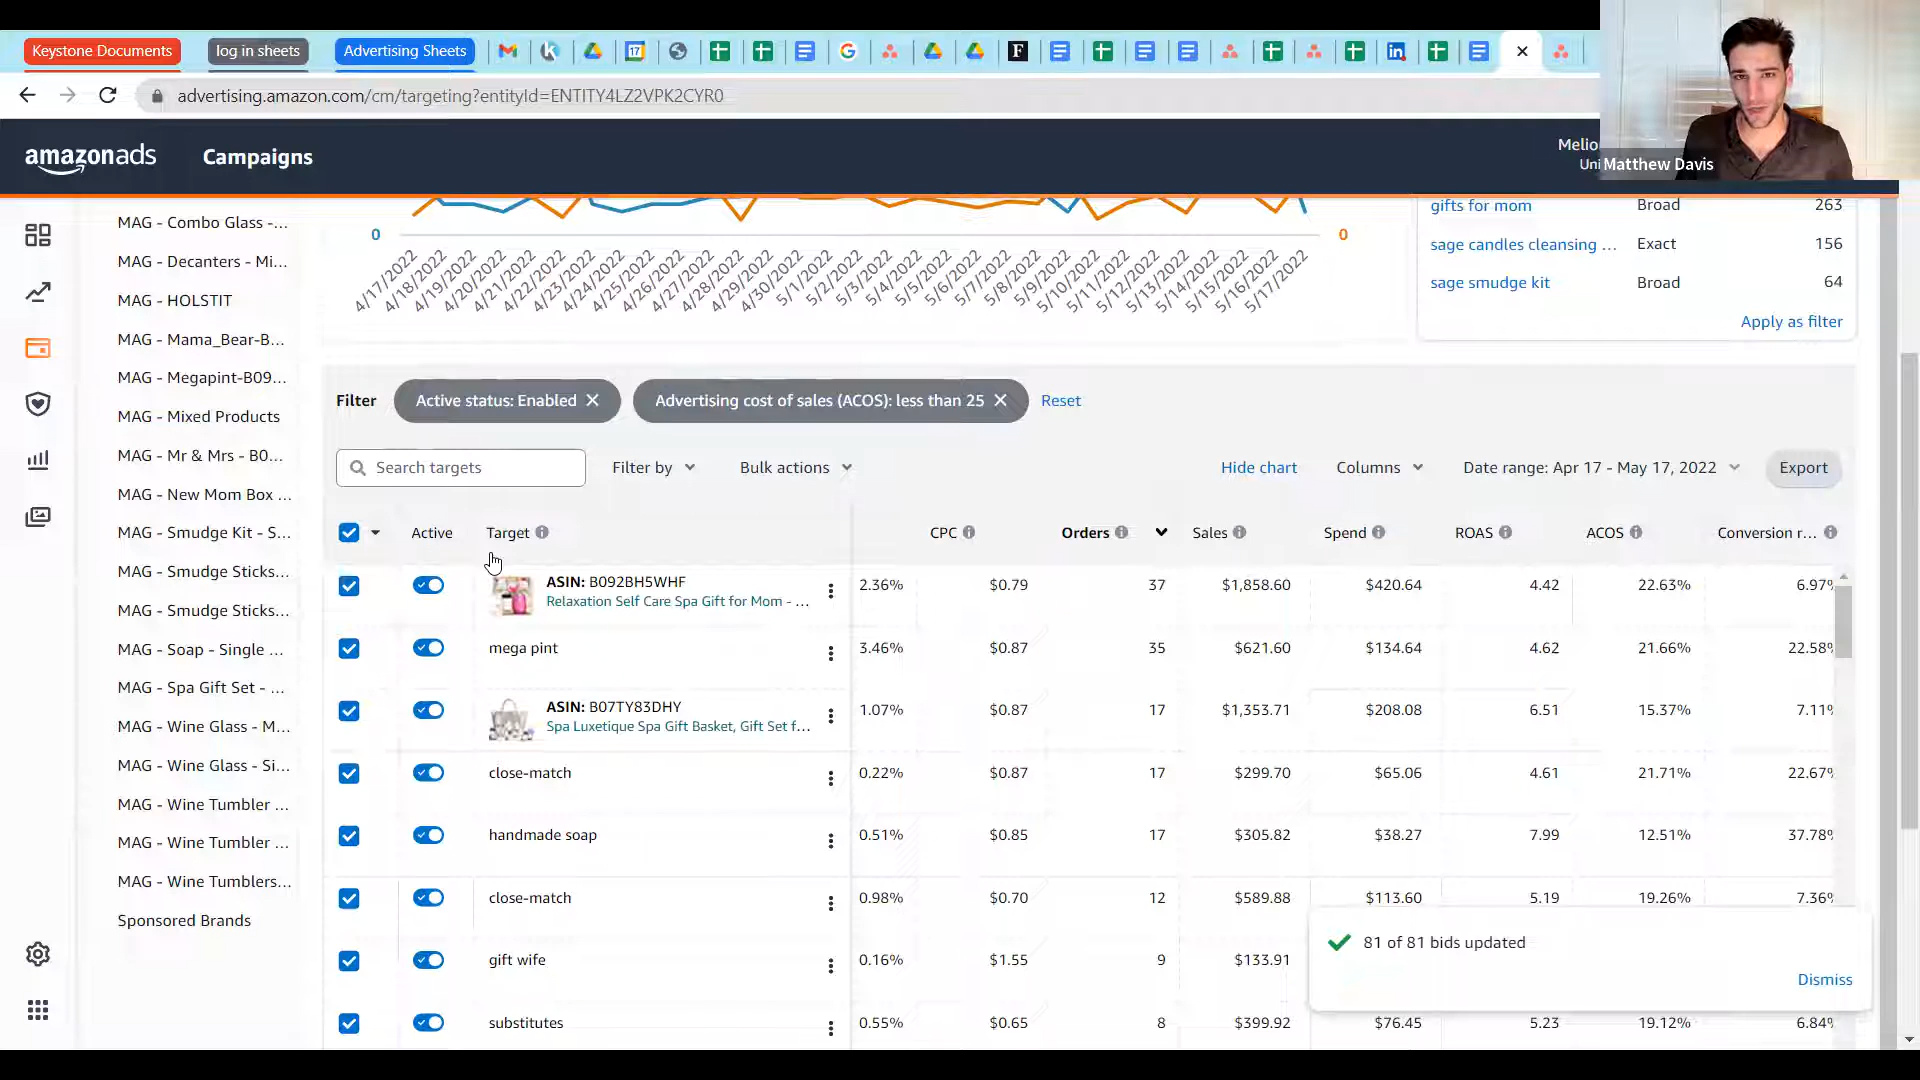 Keystone Documents
log in sheets
Advertising Sheets
17
advertising.amazon.com/cm/targeting?entityId=ENTITY4LZ2VPK2CYR0
amazonads
Campaigns
Melio
Uni
Matthew Davis
MAG - Combo Glass -...
MAG - Decanters - Mi...
MAG - HOLSTIT
MAG - Mama_Bear-B...
MAG - Megapint-B09...
MAG - Mixed Products
MAG - Mr & Mrs - B0...
MAG - New Mom Box ...
MAG - Smudge Kit - S...
MAG - Smudge Sticks...
MAG - Smudge Sticks...
MAG - Soap - Single ...
MAG - Spa Gift Set - ...
MAG - Wine Glass - M...
MAG - Wine Glass - Si...
MAG - Wine Tumbler ...
MAG - Wine Tumbler ...
MAG - Wine Tumblers...
Sponsored Brands
0
0
4/17/2022
4/18/2022
4/19/2022
4/20/2022
4/21/2022
4/22/2022
4/23/2022
4/24/2022
4/25/2022
4/26/2022
4/27/2022
4/28/2022
4/29/2022
4/30/2022
5/1/2022
5/2/2022
5/3/2022
5/4/2022
5/5/2022
5/6/2022
5/7/2022
5/8/2022
5/9/2022
5/10/2022
5/11/2022
5/12/2022
5/13/2022
5/14/2022
5/15/2022
5/16/2022
5/17/2022
gifts for mom Broad 263
sage candles cleansing ... Exact 156
sage smudge kit Broad 64
Apply as filter
Filter
Active status: Enabled
Advertising cost of sales (ACOS): less than 25
Reset
Search targets
Filter by
Bulk actions
Hide chart
Columns
Date range: Apr 17 - May 17, 2022
Export
Active Target CPC Orders Sales Spend ROAS ACOS Conversion r...
ASIN: B092BH5WHF
Relaxation Self Care Spa Gift for Mom - ...
2.36% $0.79 37 $1,858.60 $420.64 4.42 22.63% 6.97%
mega pint 3.46% $0.87 35 $621.60 $134.64 4.62 21.66% 22.58%
ASIN: B07TY83DHY
Spa Luxetique Spa Gift Basket, Gift Set f...
1.07% $0.87 17 $1,353.71 $208.08 6.51 15.37% 7.11%
close-match 0.22% $0.87 17 $299.70 $65.06 4.61 21.71% 22.67%
handmade soap 0.51% $0.85 17 $305.82 $38.27 7.99 12.51% 37.78%
close-match 0.98% $0.70 12 $589.88 $113.60 5.19 19.26% 7.36%
gift wife 0.16% $1.55 9 $133.91
substitutes 0.55% $0.65 8 $399.92 $76.45 5.23 19.12% 6.84%
81 of 81 bids updated
Dismiss